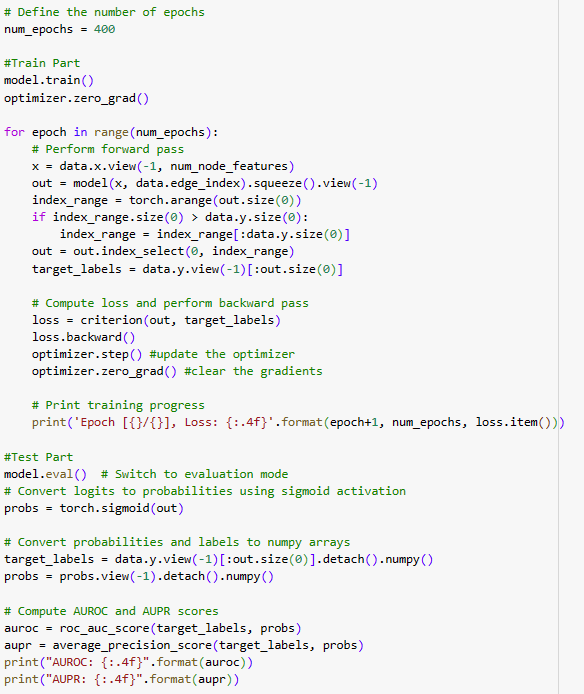 # Define the number of epochs
num_epochs = 400

#Train Part
model.train()
optimizer.zero_grad()

for epoch in range(num_epochs):
    # Perform forward pass
    x = data.x.view(-1, num_node_features)
    out = model(x, data.edge_index).squeeze().view(-1)
    index_range = torch.arange(out.size(0))
    if index_range.size(0) > data.y.size(0):
        index_range = index_range[:data.y.size(0)]
    out = out.index_select(0, index_range)
    target_labels = data.y.view(-1)[:out.size(0)]

    # Compute loss and perform backward pass
    loss = criterion(out, target_labels)
    loss.backward()
    optimizer.step() #update the optimizer
    optimizer.zero_grad() #clear the gradients

    # Print training progress
    print('Epoch [{}/{}], Loss: {:.4f}'.format(epoch+1, num_epochs, loss.item()))

#Test Part
model.eval()  # Switch to evaluation mode
# Convert logits to probabilities using sigmoid activation
probs = torch.sigmoid(out)

# Convert probabilities and labels to numpy arrays
target_labels = data.y.view(-1)[:out.size(0)].detach().numpy()
probs = probs.view(-1).detach().numpy()

# Compute AUROC and AUPR scores
auroc = roc_auc_score(target_labels, probs)
aupr = average_precision_score(target_labels, probs)
print("AUROC: {:.4f}".format(auroc))
print("AUPR: {:.4f}".format(aupr))